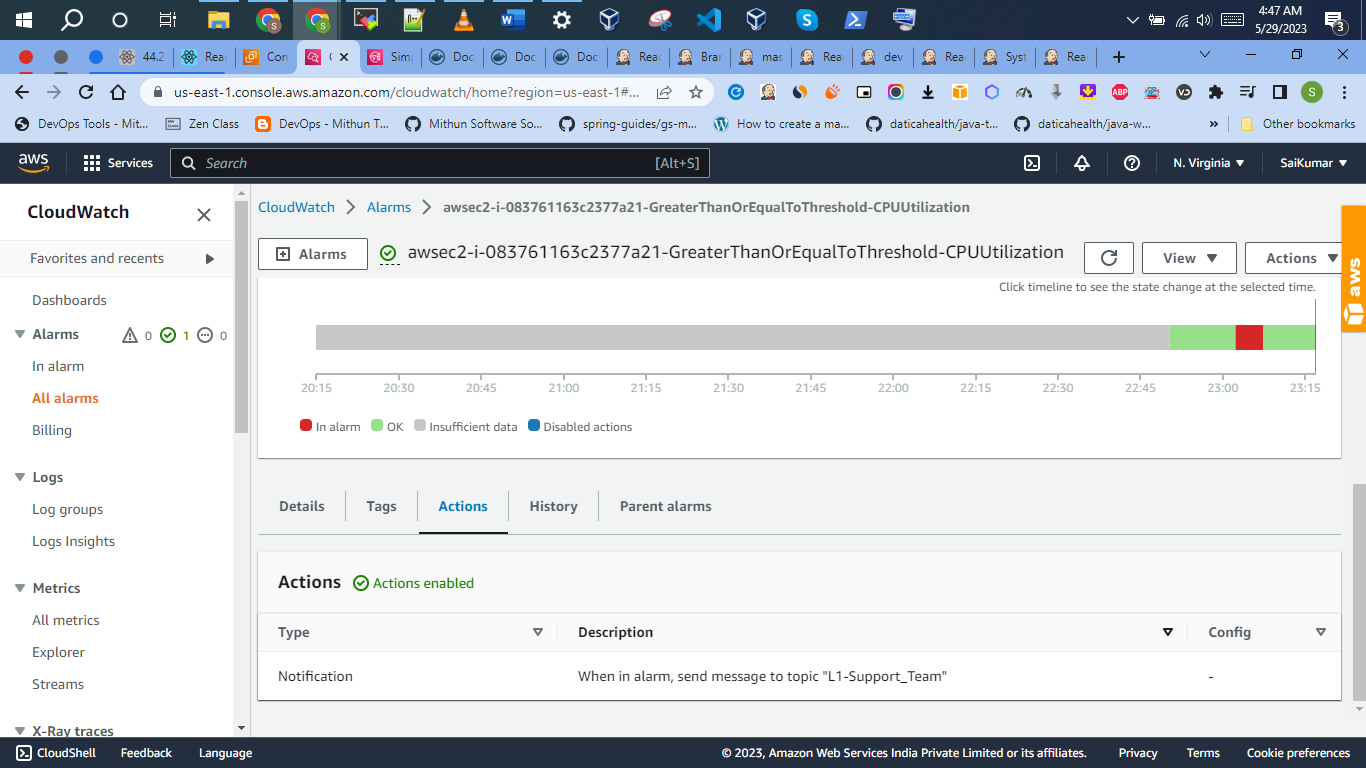 4:47 AM
5/29/2023
3
44.2
Rea
Con
Sim
Doc
Doc
Doc
Rea
Bran
mas
Rea
dev
Rea
Syst
Rea
us-east-1.console.aws.amazon.com/cloudwatch/home?region=us-east-1#...
ABP
S
DevOps Tools - Mit...
Zen Class
DevOps - Mithun T...
Mithun Software So...
spring-guides/gs-m...
How to create a ma...
daticahealth/java-t...
daticahealth/java-w...
»
Other bookmarks
aws
Services
Search
[Alt+S]
N. Virginia
SaiKumar
CloudWatch
Favorites and recents
Dashboards
Alarms
0
1
0
In alarm
All alarms
Billing
Logs
Log groups
Logs Insights
Metrics
All metrics
Explorer
Streams
X-Ray traces
CloudWatch
Alarms
awsec2-i-083761163c2377a21-GreaterThanOrEqualToThreshold-CPUUtilization
Alarms
awsec2-i-083761163c2377a21-GreaterThanOrEqualToThreshold-CPUUtilization
View
Actions
aws
Click timeline to see the state change at the selected time.
20:15
20:30
20:45
21:00
21:15
21:30
21:45
22:00
22:15
22:30
22:45
23:00
23:15
In alarm
OK
Insufficient data
Disabled actions
Details
Tags
Actions
History
Parent alarms
Actions
Actions enabled
Type
Description
Config
Notification
When in alarm, send message to topic "L1-Support_Team"
-
CloudShell
Feedback
Language
© 2023, Amazon Web Services India Private Limited or its affiliates.
Privacy
Terms
Cookie preferences